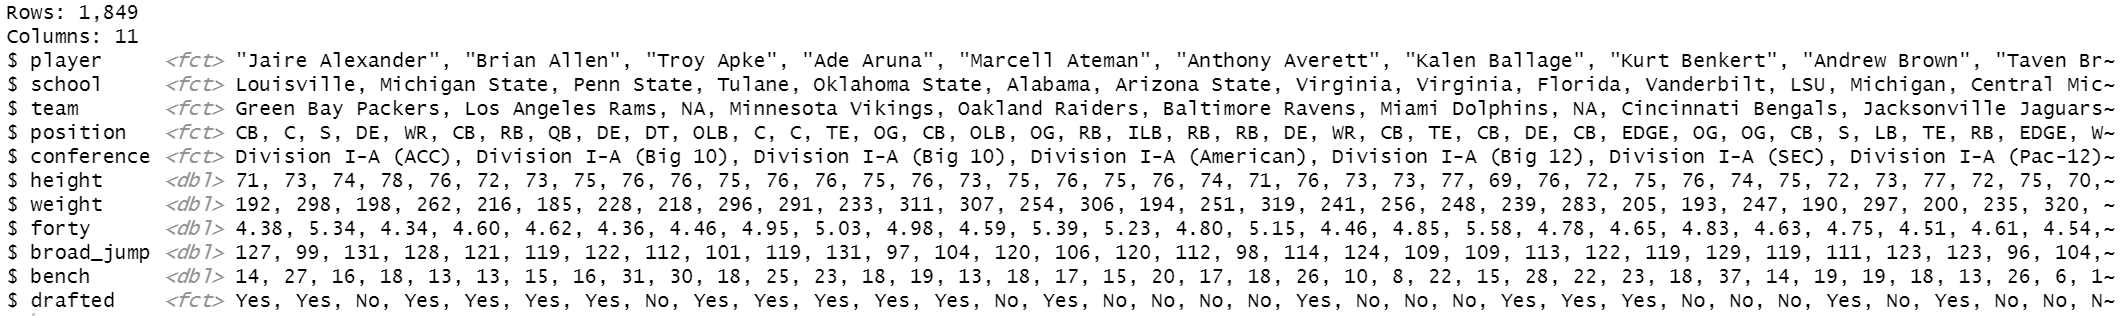 Rows: 1,849
Columns: 11
$ player     <fct> "Jaire Alexander", "Brian Allen", "Troy Apke", "Ade Aruna", "Marcell Ateman", "Anthony Averett", "Kalen Ballage", "Kurt Benkert", "Andrew Brown", "Taven Br~
$ school     <fct> Louisville, Michigan State, Penn State, Tulane, Oklahoma State, Alabama, Arizona State, Virginia, Virginia, Florida, Vanderbilt, LSU, Michigan, Central Mic~
$ team       <fct> Green Bay Packers, Los Angeles Rams, NA, Minnesota Vikings, Oakland Raiders, Baltimore Ravens, Miami Dolphins, NA, Cincinnati Bengals, Jacksonville Jaguars~
$ position   <fct> CB, C, S, DE, WR, CB, RB, QB, DE, DT, OLB, C, C, TE, OG, CB, OLB, OG, RB, ILB, RB, RB, DE, WR, CB, TE, CB, DE, CB, EDGE, OG, OG, CB, S, LB, TE, RB, EDGE, W~
$ conference <fct> Division I-A (ACC), Division I-A (Big 10), Division I-A (Big 10), Division I-A (American), Division I-A (Big 12), Division I-A (SEC), Division I-A (Pac-12)~
$ height     <dbl> 71, 73, 74, 78, 76, 72, 73, 75, 76, 76, 75, 76, 76, 75, 76, 73, 75, 76, 75, 76, 74, 71, 76, 73, 73, 77, 69, 76, 72, 75, 76, 74, 75, 72, 73, 77, 72, 75, 70,~
$ weight     <dbl> 192, 298, 198, 262, 216, 185, 228, 218, 296, 291, 233, 311, 307, 254, 306, 194, 251, 319, 241, 256, 248, 239, 283, 205, 193, 247, 190, 297, 200, 235, 320, ~
$ forty      <dbl> 4.38, 5.34, 4.34, 4.60, 4.62, 4.36, 4.46, 4.95, 5.03, 4.98, 4.59, 5.39, 5.23, 4.80, 5.15, 4.46, 4.85, 5.58, 4.78, 4.65, 4.83, 4.63, 4.75, 4.51, 4.61, 4.54,~
$ broad_jump <dbl> 127, 99, 131, 128, 121, 119, 122, 112, 101, 119, 131, 97, 104, 120, 106, 120, 112, 98, 114, 124, 109, 109, 113, 122, 119, 129, 119, 111, 123, 123, 96, 104,~
$ bench      <dbl> 14, 27, 16, 18, 13, 13, 15, 16, 31, 30, 18, 25, 23, 18, 19, 13, 18, 17, 15, 20, 17, 18, 26, 10, 8, 22, 15, 28, 22, 23, 18, 37, 14, 19, 19, 18, 13, 26, 6, 1~
$ drafted    <fct> Yes, Yes, No, Yes, Yes, Yes, Yes, No, Yes, Yes, Yes, Yes, Yes, No, Yes, No, No, No, No, Yes, Yes, No, No, No, Yes, Yes, Yes, No, No, No, Yes, No, Yes, No, No, N~